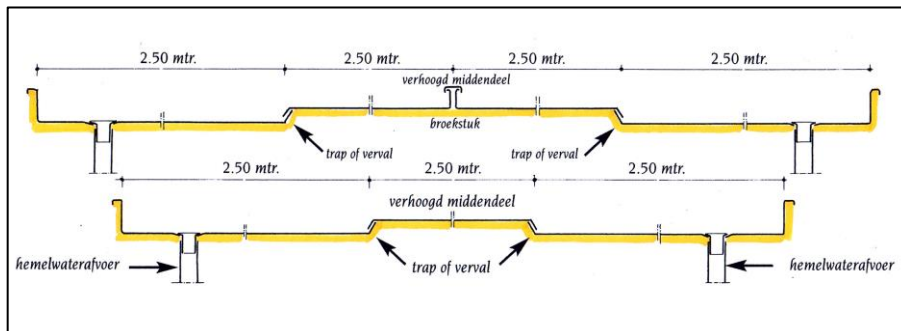 2.50 mtr. 2.50 mtr. 2.50 mtr. 2.50 mtr.
verhoogd middendeel
broekstuk
trap of verval trap of verval
2.50 mtr. 2.50 mtr. 2.50 mtr.
verhoogd middendeel
hemelwaterafvoer trap of verval hemelwaterafvoer